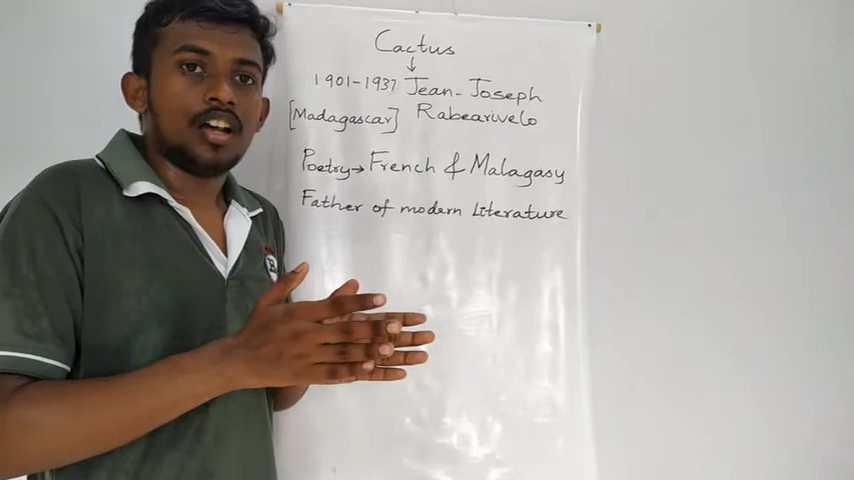 Cactus
1901-1937 Jean-Joseph
[Madagascar] Rabearivelo
Poetry→French & Malagasy
Father of modern Literature